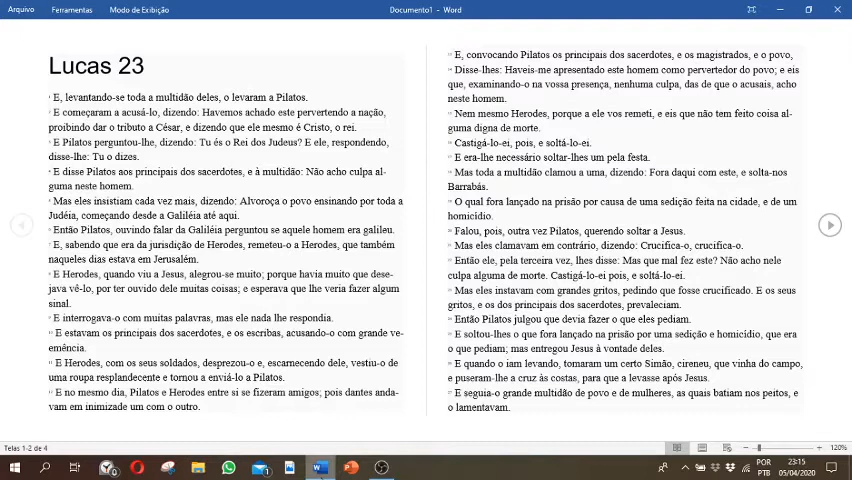 Arquivo
Ferramentas
Modo de Exibição
Documento1 - Word
Lucas 23
E, levantando-se toda a multidão deles, o levaram a Pilatos.
E começaram a acusá-lo, dizendo: Havemos achado este pervertendo a nação,
proibindo dar o tributo a César, e dizendo que ele mesmo é Cristo, o rei.
E Pilatos perguntou-lhe, dizendo: Tu és o Rei dos Judeus? E ele, respondendo,
disse-lhe: Tu o dizes.
E disse Pilatos aos principais dos sacerdotes, e à multidão: Não acho culpa al-
guma neste homem.
Mas eles insistiam cada vez mais, dizendo: Alvoroça o povo ensinando por toda a
Judéia, começando desde a Galiléia até aqui.
Então Pilatos, ouvindo falar da Galiléia perguntou se aquele homem era galileu.
E, sabendo que era da jurisdição de Herodes, remeteu-o a Herodes, que também
naqueles dias estava em Jerusalém.
E Herodes, quando viu a Jesus, alegrou-se muito; porque havia muito que dese-
java vê-lo, por ter ouvido dele muitas coisas; e esperava que lhe veria fazer algum
sinal.
E interrogava-o com muitas palavras, mas ele nada lhe respondia.
E estavam os principais dos sacerdotes, e os escribas, acusando-o com grande ve-
emência.
E Herodes, com os seus soldados, desprezou-o e, escarnecendo dele, vestiu-o de
uma roupa resplandecente e tornou a enviá-lo a Pilatos.
E no mesmo dia, Pilatos e Herodes entre si se fizeram amigos; pois dantes anda-
vam em inimizade um com o outro.
E, convocando Pilatos os principais dos sacerdotes, e os magistrados, e o povo,
Disse-lhes: Haveis-me apresentado este homem como pervertedor do povo; e eis
que, examinando-o na vossa presença, nenhuma culpa, das de que o acusais, acho
neste homem.
Nem mesmo Herodes, porque a ele vos remeti, e eis que não tem feito coisa al-
guma digna de morte.
Castigá-lo-ei, pois, e soltá-lo-ei.
E era-lhe necessário soltar-lhes um pela festa.
Mas toda a multidão clamou a uma, dizendo: Fora daqui com este, e solta-nos
Barrabás.
O qual fora lançado na prisão por causa de uma sedição feita na cidade, e de um
homicídio.
Falou, pois, outra vez Pilatos, querendo soltar a Jesus.
Mas eles clamavam em contrário, dizendo: Crucifica-o, crucifica-o.
Então ele, pela terceira vez, lhes disse: Mas que mal fez este? Não acho nele
culpa alguma de morte. Castigá-lo-ei pois, e soltá-lo-ei.
Mas eles instavam com grandes gritos, pedindo que fosse crucificado. E os seus
gritos, e os dos principais dos sacerdotes, prevaleciam.
Então Pilatos julgou que devia fazer o que eles pediam.
E soltou-lhes o que fora lançado na prisão por uma sedição e homicídio, que era
o que pediam; mas entregou Jesus à vontade deles.
E quando o iam levando, tomaram um certo Simão, cireneu, que vinha do campo,
e puseram-lhe a cruz às costas, para que a levasse após Jesus.
E seguia-o grande multidão de povo e de mulheres, as quais batiam nos peitos, e
o lamentavam.
Telas 1-2 de 4
120%
POR
PTB
23:15
05/04/2020